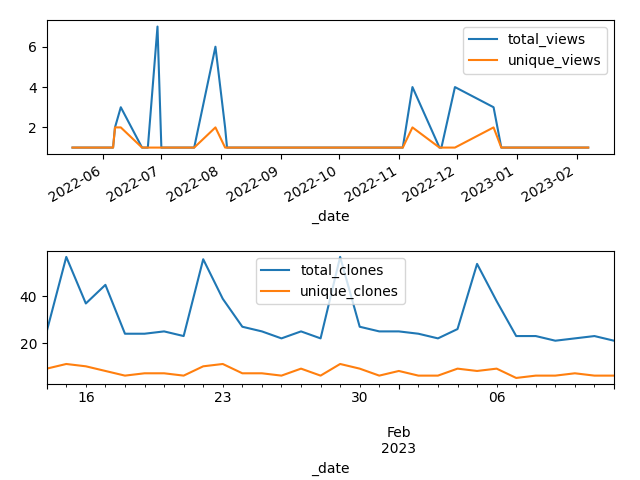 6
4
2
total_views
unique_views
2022-06
2022-07
2022-08
2022-09
2022-10
2022-11
2022-12
2023-01
2023-02
_date
40
20
total_clones
unique_clones
16
23
30
06
Feb
2023
_date